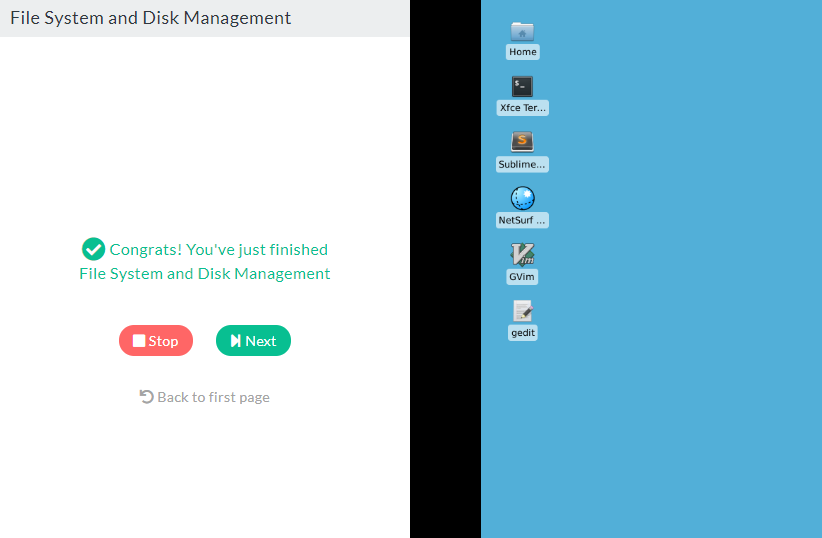 File System and Disk Management
Congrats! You've just finished
File System and Disk Management
Stop
Next
Back to first page
Home
Xfce Ter...
Sublime...
NetSurf ...
GVim
gedit